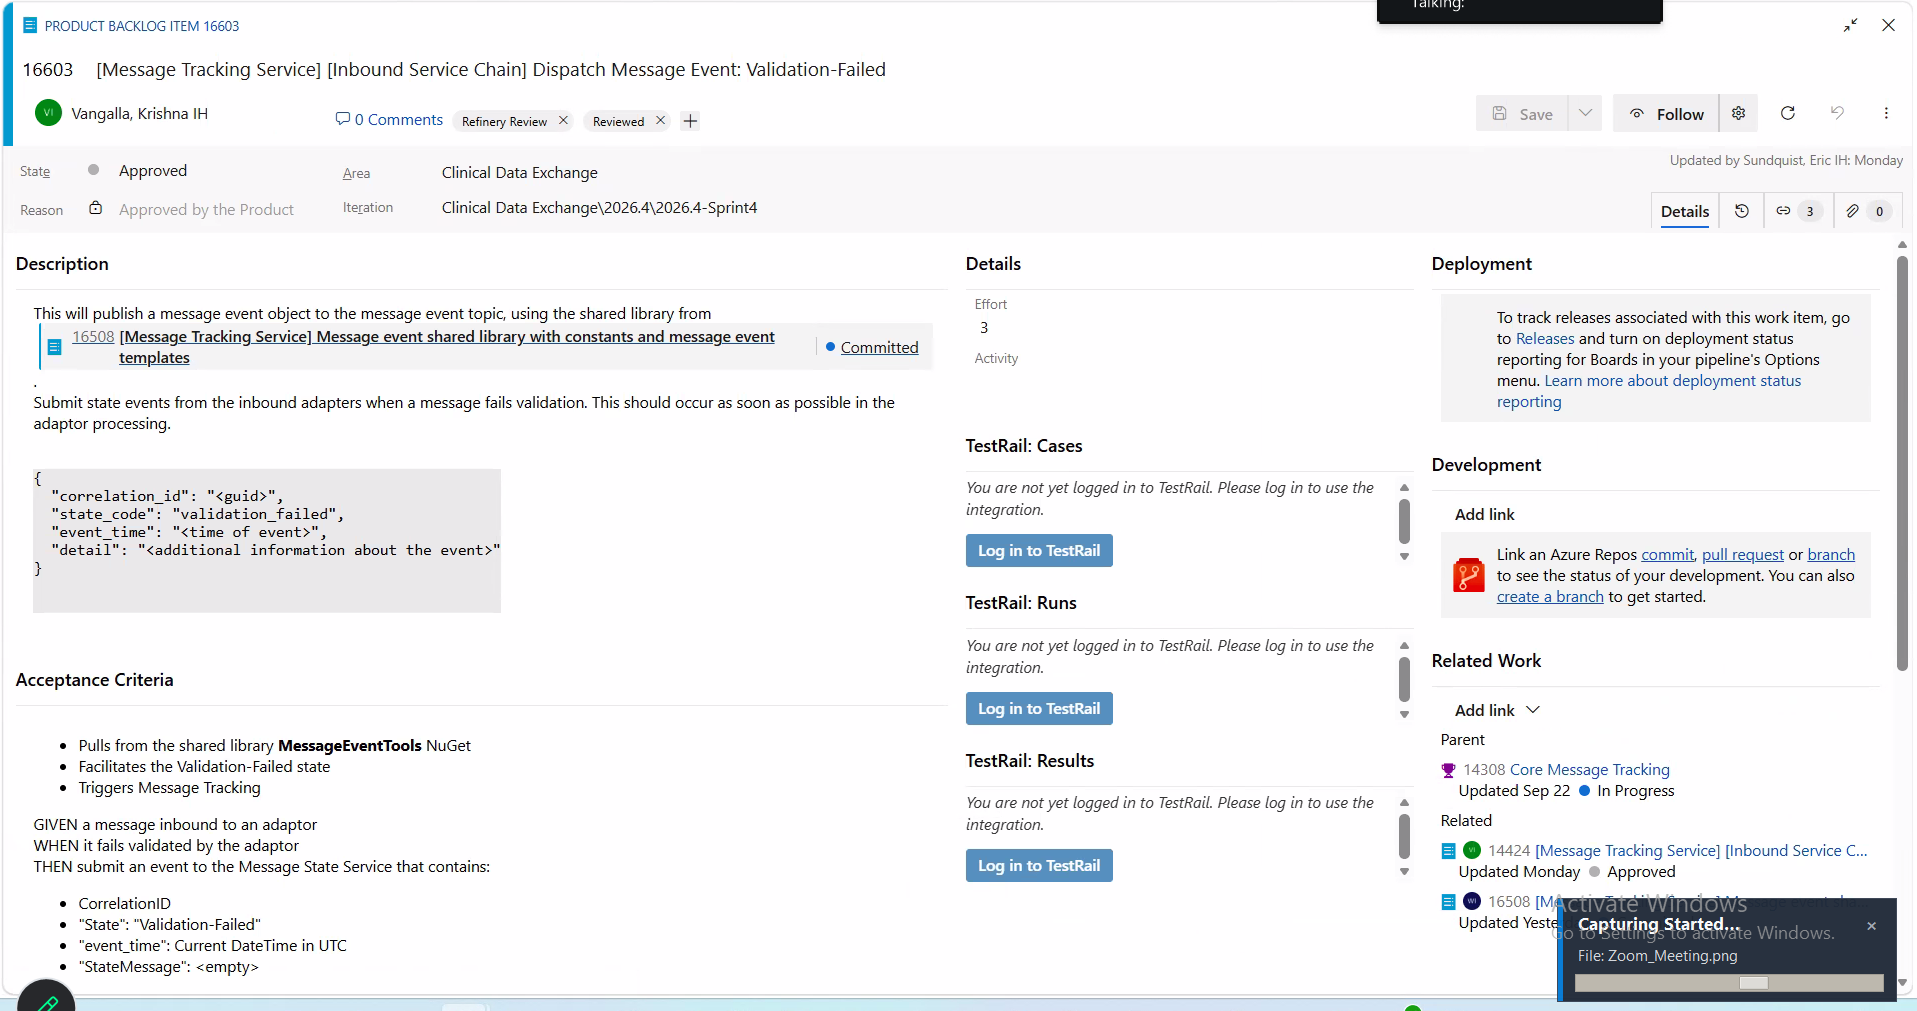 Talking:
PRODUCT BACKLOG ITEM 16603
16603 [Message Tracking Service] [Inbound Service Chain] Dispatch Message Event: Validation-Failed
VI Vangalla, Krishna IH
0 Comments
Refinery Review
Reviewed
Save
Follow
State
Approved
Area
Clinical Data Exchange
Updated by Sundquist, Eric IH: Monday
Reason
Approved by the Product
Iteration
Clinical Data Exchange\2026.4\2026.4-Sprint4
Details
3
0
Description
This will publish a message event object to the message event topic, using the shared library from
16508 [Message Tracking Service] Message event shared library with constants and message event
templates
Committed
.
Submit state events from the inbound adapters when a message fails validation. This should occur as soon as possible in the
adaptor processing.
{
"correlation_id": "<guid>",
"state_code": "validation_failed",
"event_time": "<time of event>",
"detail": "<additional information about the event>"
}
Acceptance Criteria
• Pulls from the shared library MessageEventTools NuGet
• Facilitates the Validation-Failed state
• Triggers Message Tracking
GIVEN a message inbound to an adaptor
WHEN it fails validated by the adaptor
THEN submit an event to the Message State Service that contains:
• CorrelationID
• "State": "Validation-Failed"
• "event_time": Current DateTime in UTC
• "StateMessage": <empty>
Details
Effort
3
Activity
TestRail: Cases
You are not yet logged in to TestRail. Please log in to use the
integration.
Log in to TestRail
TestRail: Runs
You are not yet logged in to TestRail. Please log in to use the
integration.
Log in to TestRail
TestRail: Results
You are not yet logged in to TestRail. Please log in to use the
integration.
Log in to TestRail
Deployment
To track releases associated with this work item, go
to Releases and turn on deployment status
reporting for Boards in your pipeline's Options
menu. Learn more about deployment status
reporting
Development
Add link
Link an Azure Repos commit, pull request or branch
to see the status of your development. You can also
create a branch to get started.
Related Work
Add link
Parent
14308 Core Message Tracking
Updated Sep 22 In Progress
Related
VI 14424 [Message Tracking Service] [Inbound Service C...
Updated Monday Approved
WI 16508
Updated
Activate Windows
Go to Settings to activate Windows.
Capturing Started...
File: Zoom_Meeting.png